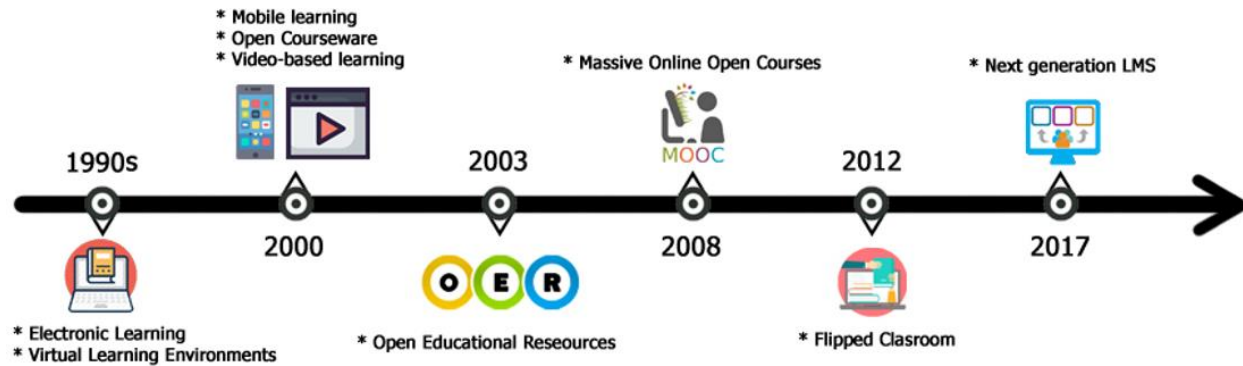 * Mobile learning
* Open Courseware
* Video-based learning
* Massive Online Open Courses
* Next generation LMS
MOOC
1990s
2003
2012
2000
2008
2017
OER
* Electronic Learning
* Virtual Learning Environments
* Open Educational Reseources
* Flipped Clasroom